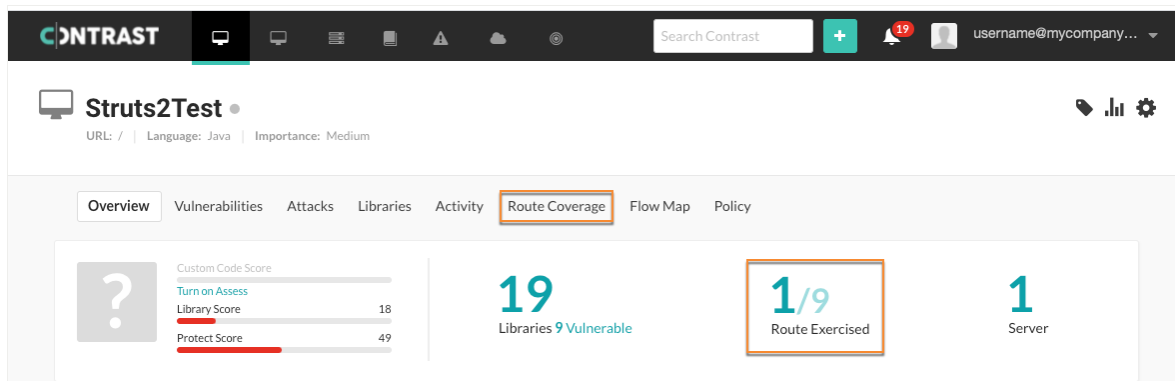 CONTRAST
Search Contrast
+
19
username@mycompany...
Struts2Test
URL: / | Language: Java | Importance: Medium
Overview Vulnerabilities Attacks Libraries Activity Route Coverage Flow Map Policy
?
Custom Code Score
Turn on Assess
Library Score 18
Protect Score 49
19
Libraries 9 Vulnerable
1/9
Route Exercised
1
Server